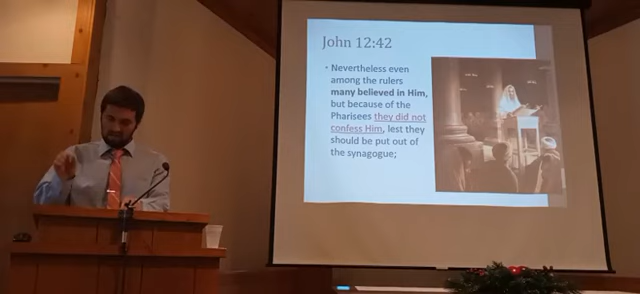 John 12:42
• Nevertheless even
among the rulers
many believed in Him,
but because of the
Pharisees they did not
confess Him, lest they
should be put out of
the synagogue;